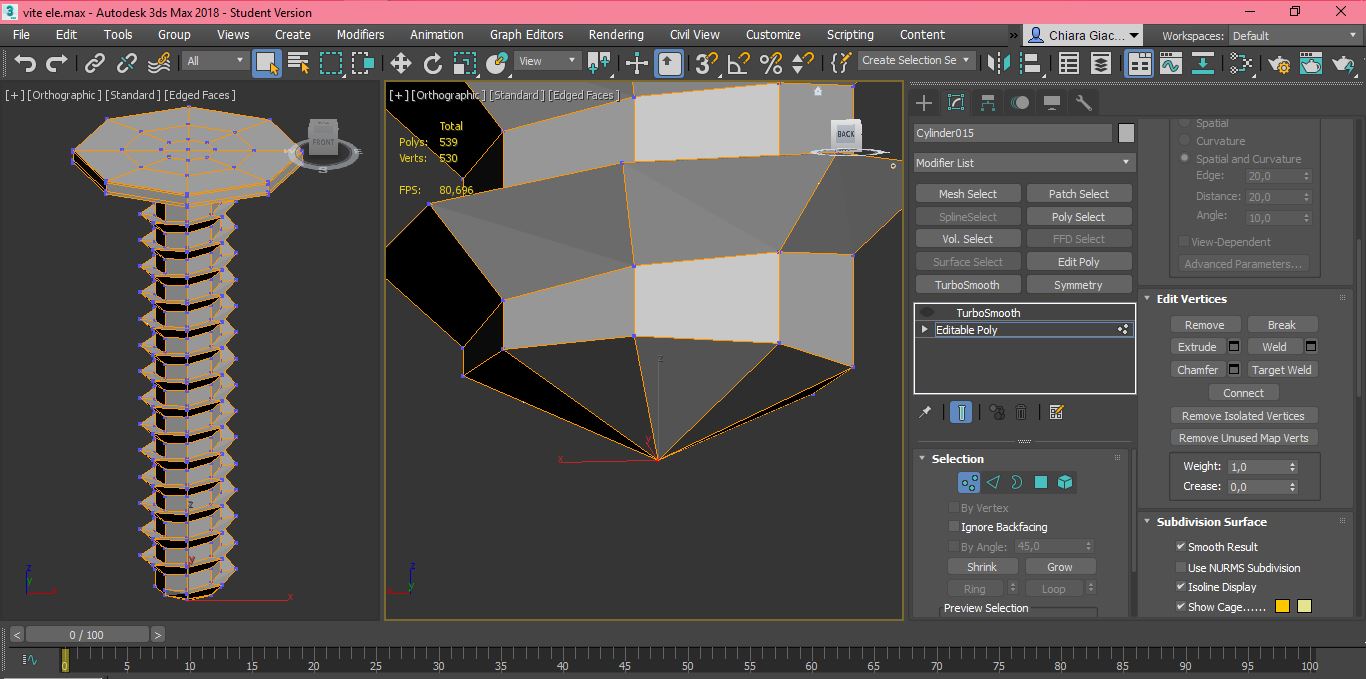 vite ele.max - Autodesk 3ds Max 2018 - Student Version
File Edit Tools Group Views Create Modifiers Animation Graph Editors Rendering Civil View Customize Scripting Content » Chiara Giac... Workspaces: Default
All View Create Selection Se
[+] [Orthographic] [Standard] [Edged Faces]
FRONT
S
[+] [Orthographic] [Standard] [Edged Faces]
Total
Polys: 539
Verts: 530
FPS: 80,696
BACK
z
y
x
z
y
x
Cylinder015
Modifier List
Mesh Select Patch Select
SplineSelect Poly Select
Vol. Select FFD Select
Surface Select Edit Poly
TurboSmooth Symmetry
TurboSmooth
Editable Poly
Selection
By Vertex
Ignore Backfacing
By Angle: 45,0
Shrink Grow
Ring Loop
Preview Selection
Spatial
Curvature
Spatial and Curvature
Edge: 20,0
Distance: 20,0
Angle: 10,0
View-Dependent
Advanced Parameters...
Edit Vertices
Remove Break
Extrude Weld
Chamfer Target Weld
Connect
Remove Isolated Vertices
Remove Unused Map Verts
Weight: 1,0
Crease: 0,0
Subdivision Surface
Smooth Result
Use NURMS Subdivision
Isoline Display
Show Cage......
< 0 / 100 >
0 5 10 15 20 25 30 35 40 45 50 55 60 65 70 75 80 85 90 95 100